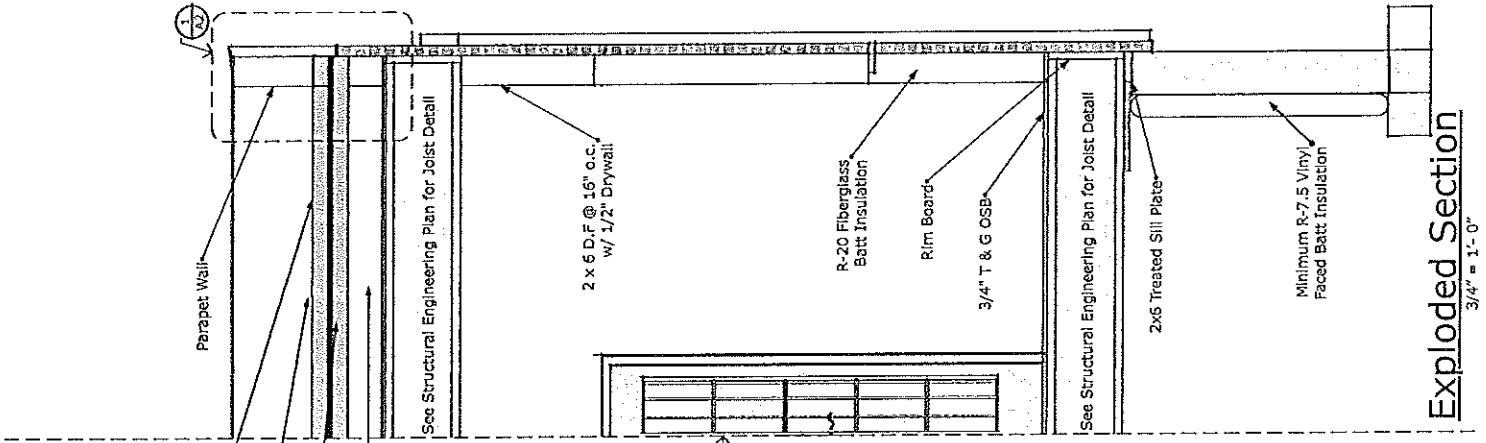 1
A2
Parapet Wall
See Structural Engineering Plan for Joist Detail
2 x 6 D.F @ 16" o.c.
w/ 1/2" Drywall
R-20 Fiberglass
Batt Insulation
Rim Board
3/4" T & G OSB
See Structural Engineering Plan for Joist Detail
2x6 Treated Sill Plate
Minimum R-7.5 Vinyl
Faced Batt Insulation
Exploded Section
3/4" = 1'- 0"